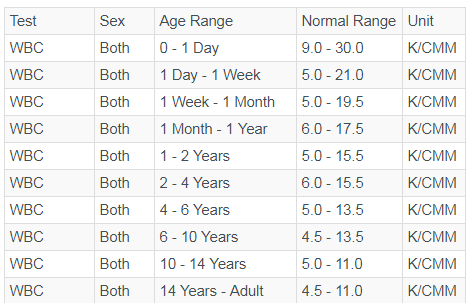 Test Sex Age Range Normal Range Unit
WBC Both 0 - 1 Day 9.0 - 30.0 K/CMM
WBC Both 1 Day - 1 Week 5.0 - 21.0 K/CMM
WBC Both 1 Week - 1 Month 5.0 - 19.5 K/CMM
WBC Both 1 Month - 1 Year 6.0 - 17.5 K/CMM
WBC Both 1 - 2 Years 5.0 - 15.5 K/CMM
WBC Both 2 - 4 Years 6.0 - 15.5 K/CMM
WBC Both 4 - 6 Years 5.0 - 13.5 K/CMM
WBC Both 6 - 10 Years 4.5 - 13.5 K/CMM
WBC Both 10 - 14 Years 5.0 - 11.0 K/CMM
WBC Both 14 Years - Adult 4.5 - 11.0 K/CMM